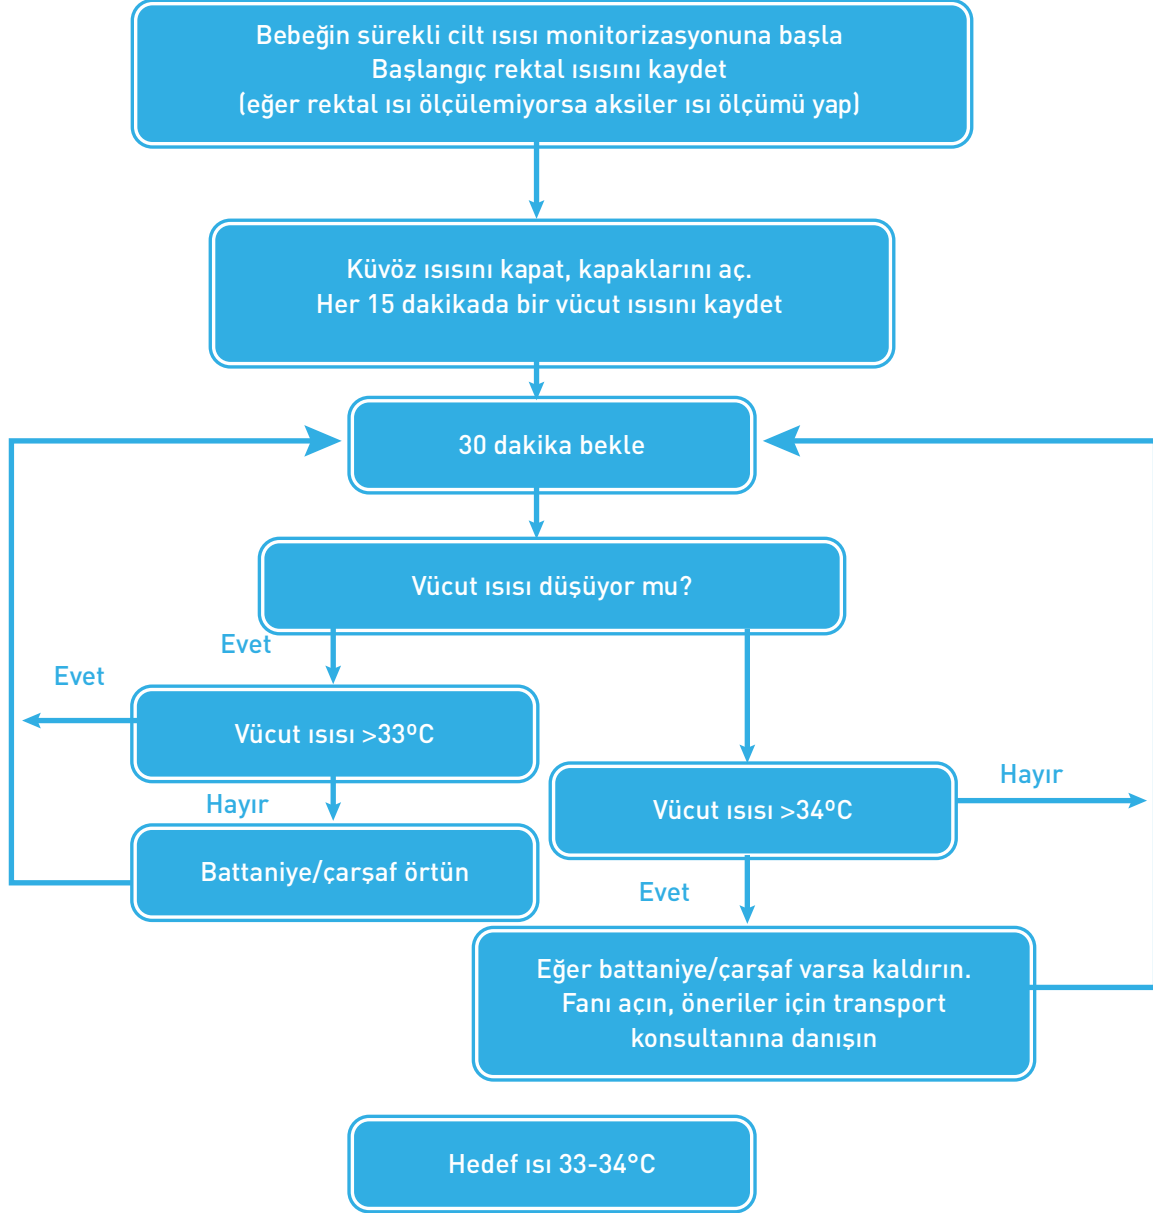 Bebeğin sürekli cilt ısısı monitorizasyonuna başla
Başlangıç rektal ısısını kaydet
(eğer rektal ısı ölçülemiyorsa aksiler ısı ölçümü yap)
Küvöz ısısını kapat, kapaklarını aç.
Her 15 dakikada bir vücut ısısını kaydet
30 dakika bekle
Vücut ısısı düşüyor mu?
Evet
Evet
Vücut ısısı >33ºC
Hayır
Battaniye/çarşaf örtün
Vücut ısısı >34ºC
Hayır
Evet
Eğer battaniye/çarşaf varsa kaldırın.
Fanı açın, öneriler için transport
konsultanına danışın
Hedef ısı 33-34°C